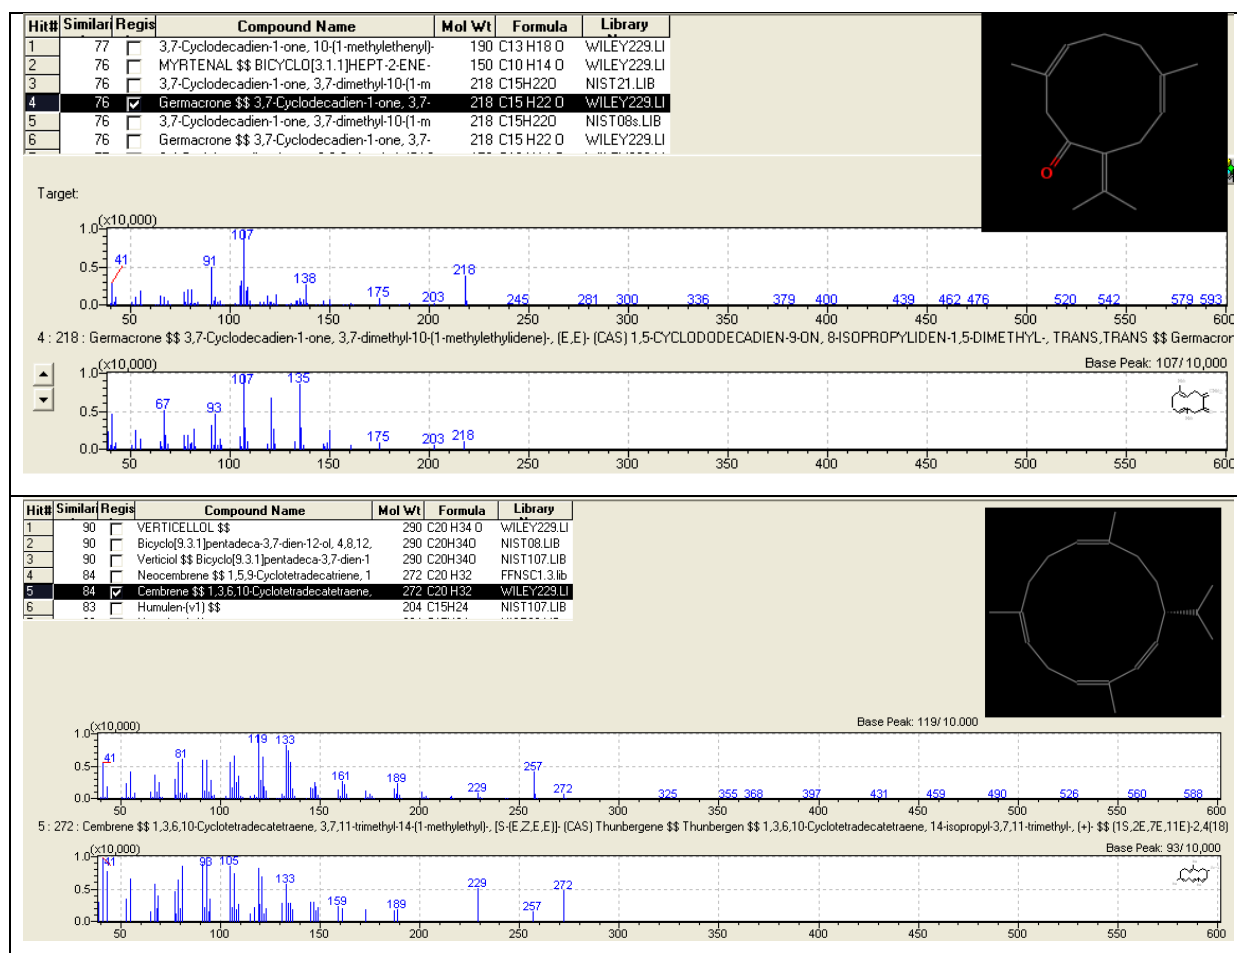 Hit# Similari Regis Compound Name Mol Wt Formula Library
1 77 3,7-Cyclodecadien-1-one, 10-(1-methylethenyl)- 190 C13 H18 O WILEY229.LI
2 76 MYRTENAL $$ BICYCLO[3.1.1]HEPT-2-ENE- 150 C10 H14 O WILEY229.LI
3 76 3,7-Cyclodecadien-1-one, 3,7-dimethyl-10-(1-m 218 C15H22O NIST21.LIB
4 76 Germacrone $$ 3,7-Cyclodecadien-1-one, 3,7- 218 C15 H22 O WILEY229.LI
5 76 3,7-Cyclodecadien-1-one, 3,7-dimethyl-10-(1-m 218 C15H22O NIST08s.LIB
6 76 Germacrone $$ 3,7-Cyclodecadien-1-one, 3,7- 218 C15 H22 O WILEY229.LI
O
Target:
(x10,000)
1.0
0.5
0.0
41 91 107 138 175 203 218 245 281 300 336 379 400 439 462 476 520 542 579 593
50 100 150 200 250 300 350 400 450 500 550 600
4 : 218 : Germacrone $$ 3,7-Cyclodecadien-1-one, 3,7-dimethyl-10-(1-methylethylidene)-, (E,E)- (CAS) 1,5-CYCLODODECADIEN-9-ON, 8-ISOPROPYLIDEN-1,5-DIMETHYL-, TRANS,TRANS $$ Germacron
Base Peak: 107/10,000
(x10,000)
1.0
0.5
0.0
67 93 107 135 175 203 218
50 100 150 200 250 300 350 400 450 500 550 600
Hit# Similari Regis Compound Name Mol Wt Formula Library
1 90 VERTICELLOL $$ 290 C20 H34 O WILEY229.LI
2 90 Bicyclo[9.3.1]pentadeca-3,7-dien-12-ol, 4,8,12, 290 C20H34O NIST08.LIB
3 90 Verticiol $$ Bicyclo[9.3.1]pentadeca-3,7-dien-1 290 C20H34O NIST107.LIB
4 84 Neocembrene $$ 1,5,9-Cyclotetradecatriene, 1 272 C20 H32 FFNSC1.3.lib
5 84 Cembrene $$ 1,3,6,10-Cyclotetradecatetraene, 272 C20 H32 WILEY229.LI
6 83 Humulen-(v1) $$ 204 C15H24 NIST107.LIB
Base Peak: 119/10.000
(x10,000)
1.0
0.5
0.0
41 81 119 133 161 189 229 257 272 325 355 368 397 431 459 490 526 560 588
50 100 150 200 250 300 350 400 450 500 550 600
5 : 272 : Cembrene $$ 1,3,6,10-Cyclotetradecatetraene, 3,7,11-trimethyl-14-(1-methylethyl)-, [S-(E,Z,E,E)]- (CAS) Thunbergene $$ Thunbergen $$ 1,3,6,10-Cyclotetradecatetraene, 14-isopropyl-3,7,11-trimethyl-, (+)- $$ (1S,2E,7E,11E)-2,4(18)
Base Peak: 93/10,000
(x10,000)
1.0
0.5
0.0
41 93 105 133 159 189 229 257 272
50 100 150 200 250 300 350 400 450 500 550 600